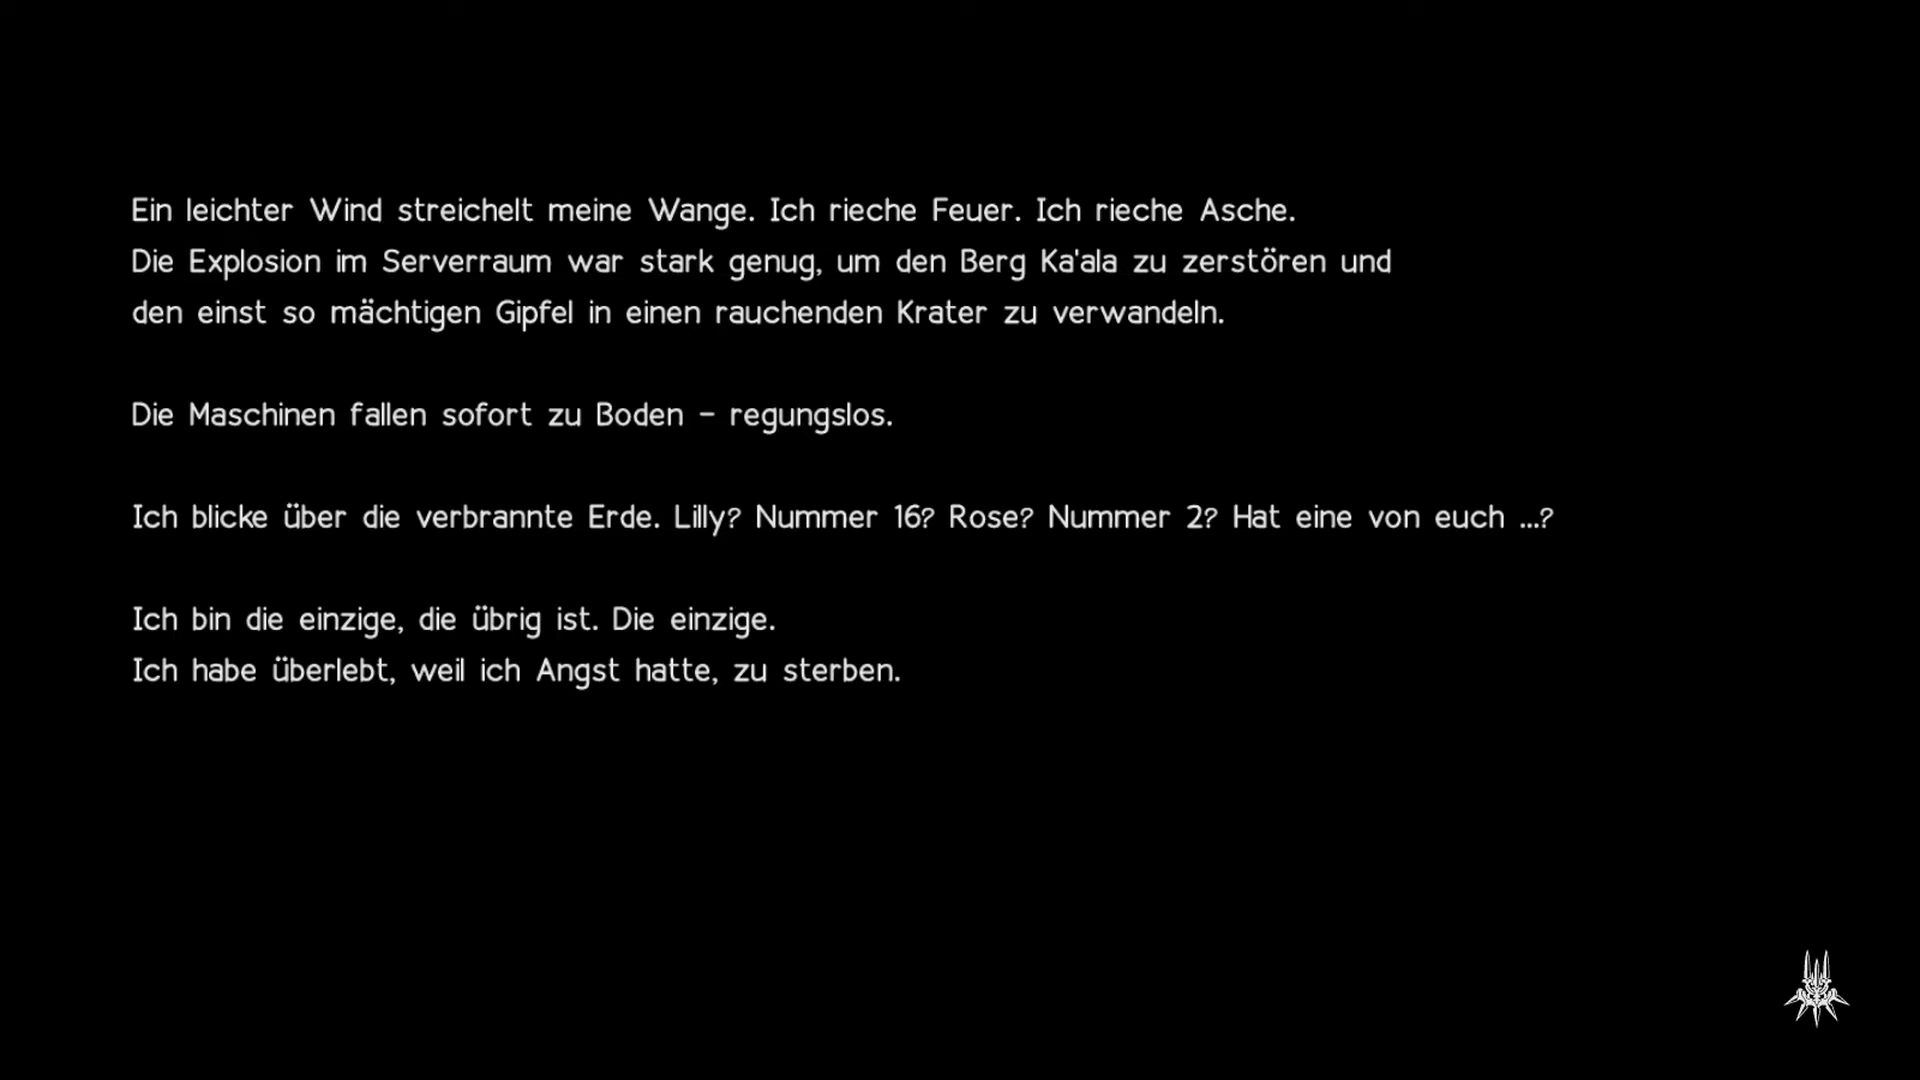 Ein leichter Wind streichelt meine Wange. Ich rieche Feuer. Ich rieche Asche.
Die Explosion im Serverraum war stark genug, um den Berg Ka'ala zu zerstören und
den einst so mächtigen Gipfel in einen rauchenden Krater zu verwandeln.
Die Maschinen fallen sofort zu Boden – regungslos.
Ich blicke über die verbrannte Erde. Lilly? Nummer 16? Rose? Nummer 2? Hat eine von euch ...?
Ich bin die einzige, die übrig ist. Die einzige.
Ich habe überlebt, weil ich Angst hatte, zu sterben.